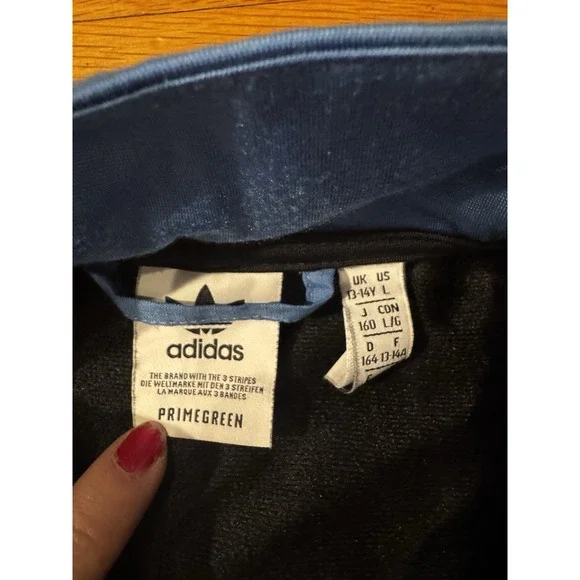 adidas
THE BRAND WITH THE 3 STRIPES
DIE WELTMARKE MIT DEN 3 STREIFEN
LA MARQUE AUX 3 BANDES
PRIMEGREEN
UK US
13-14Y L
J CDN
160 L/G
D F
164 13-14A